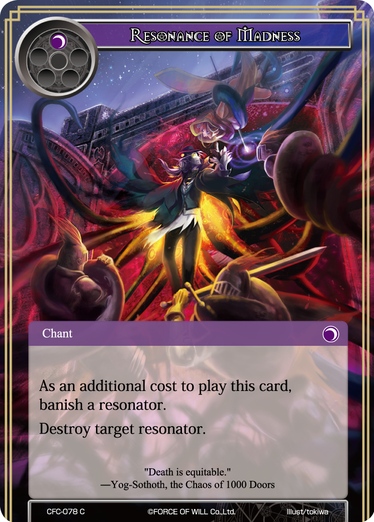 Resonance of Madness
Chant
As an additional cost to play this card,
banish a resonator.
Destroy target resonator.
"Death is equitable."
—Yog-Sothoth, the Chaos of 1000 Doors
CFC-078 C ©FORCE OF WILL Co.,Ltd. Illust/tokiwa